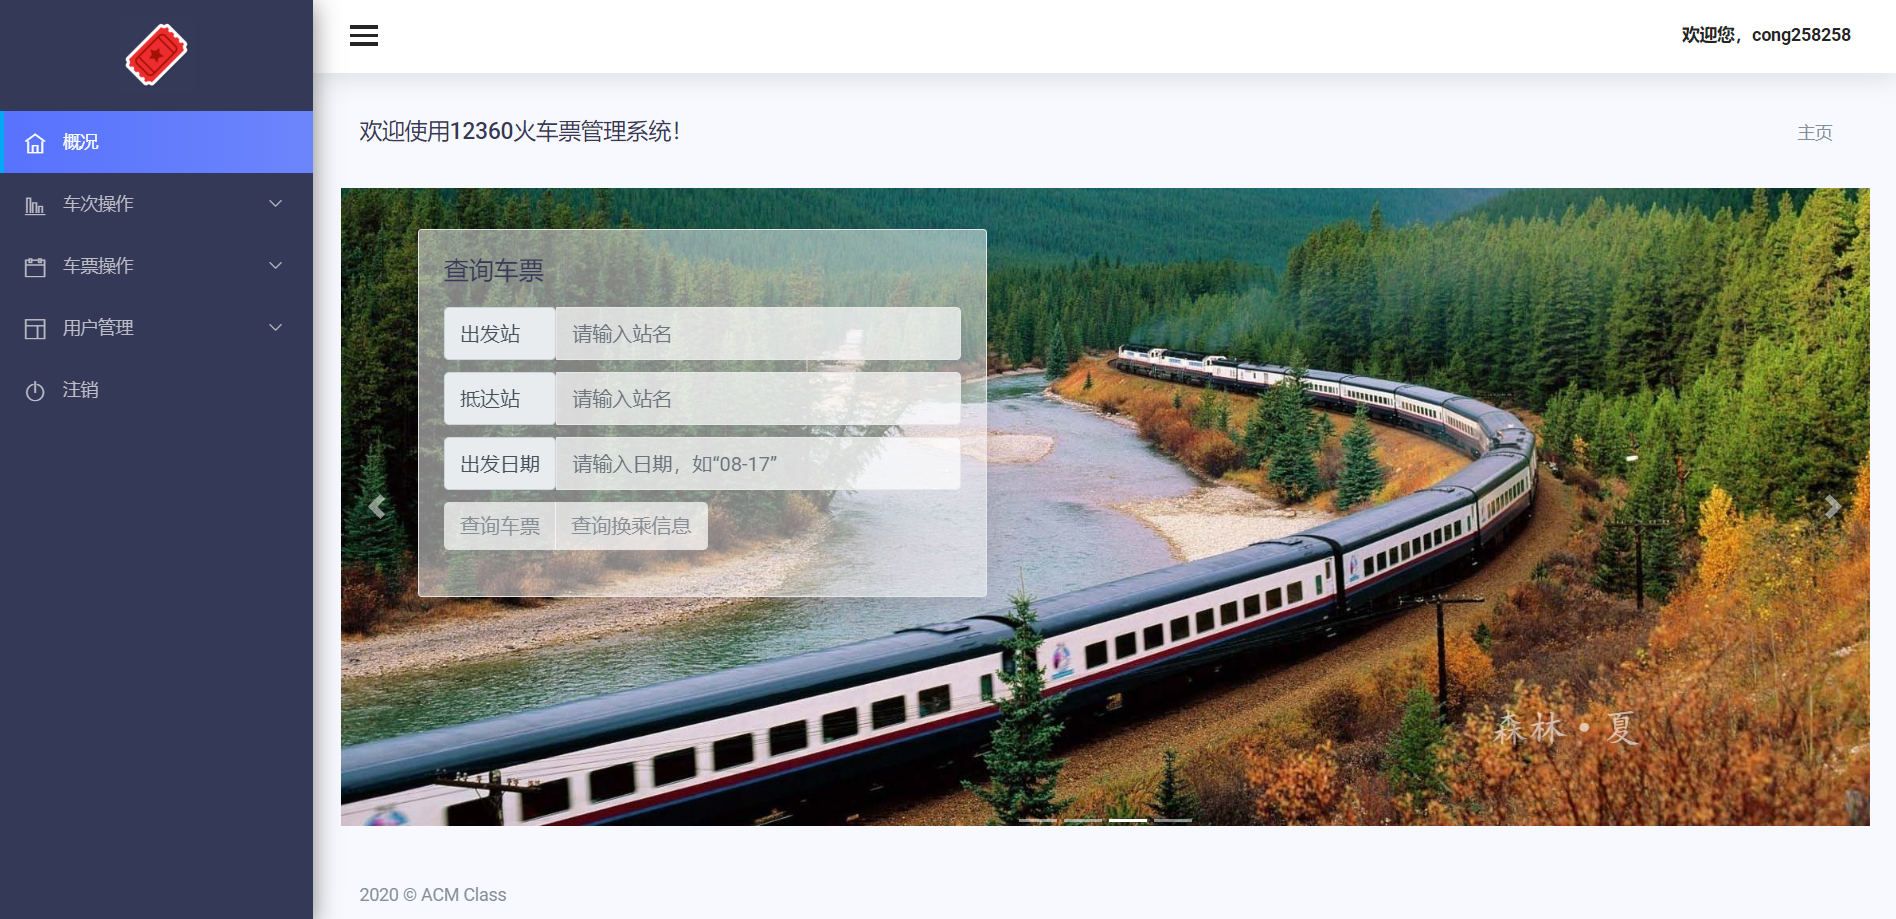 欢迎您，cong258258
概况
车次操作
车票操作
用户管理
注销
欢迎使用12360火车票管理系统！
主页
查询车票
出发站 请输入站名
抵达站 请输入站名
出发日期 请输入日期，如“08-17”
查询车票 查询换乘信息
森林·夏
2020 © ACM Class